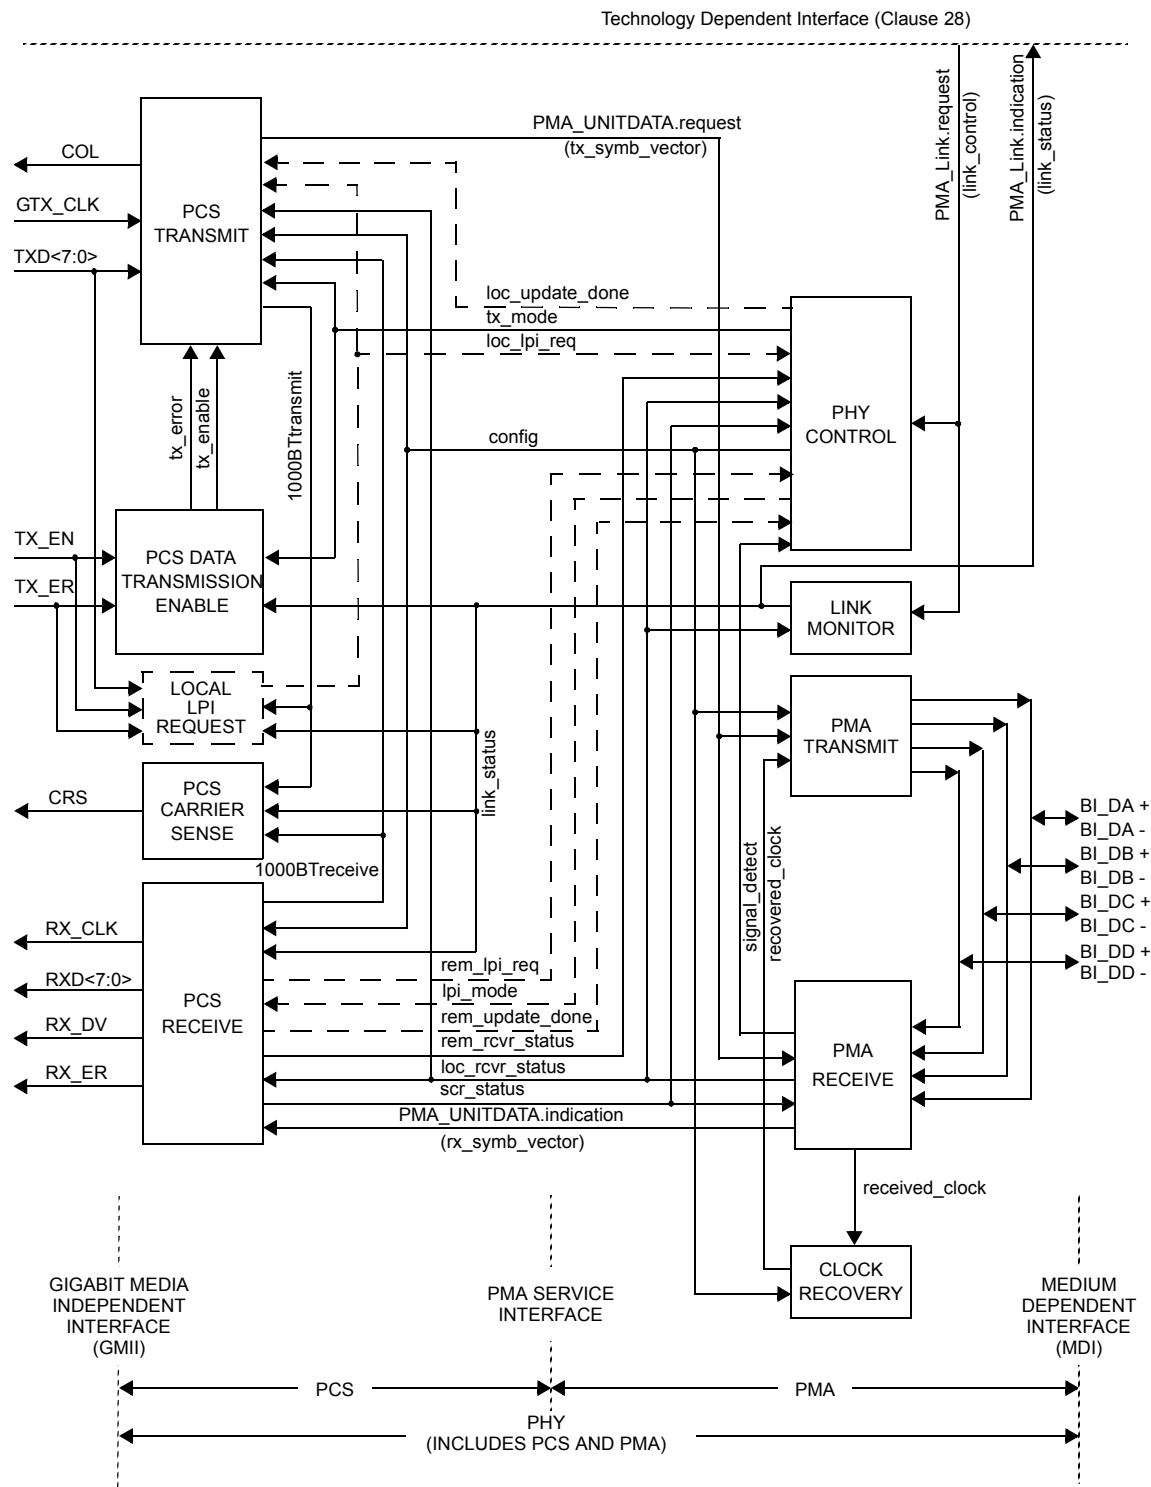 Technology Dependent Interface (Clause 28)
PMA_Link.request
(link_control)
PMA_Link.indication
(link_status)
PMA_UNITDATA.request
(tx_symb_vector)
COL
GTX_CLK
TXD<7:0>
PCS
TRANSMIT
loc_update_done
tx_mode
loc_lpi_req
PHY
CONTROL
tx_error
tx_enable
1000BTtransmit
config
TX_EN
TX_ER
PCS DATA
TRANSMISSION
ENABLE
LINK
MONITOR
LOCAL
LPI
REQUEST
PMA
TRANSMIT
link_status
CRS
PCS
CARRIER
SENSE
1000BTreceive
signal_detect
recovered_clock
BI_DA +
BI_DA -
BI_DB +
BI_DB -
BI_DC +
BI_DC -
BI_DD +
BI_DD -
RX_CLK
RXD<7:0>
RX_DV
RX_ER
PCS
RECEIVE
rem_lpi_req
lpi_mode
rem_update_done
rem_rcvr_status
loc_rcvr_status
scr_status
PMA_UNITDATA.indication
(rx_symb_vector)
PMA
RECEIVE
received_clock
CLOCK
RECOVERY
GIGABIT MEDIA
INDEPENDENT
INTERFACE
(GMII)
PMA SERVICE
INTERFACE
MEDIUM
DEPENDENT
INTERFACE
(MDI)
PCS
PMA
PHY
(INCLUDES PCS AND PMA)